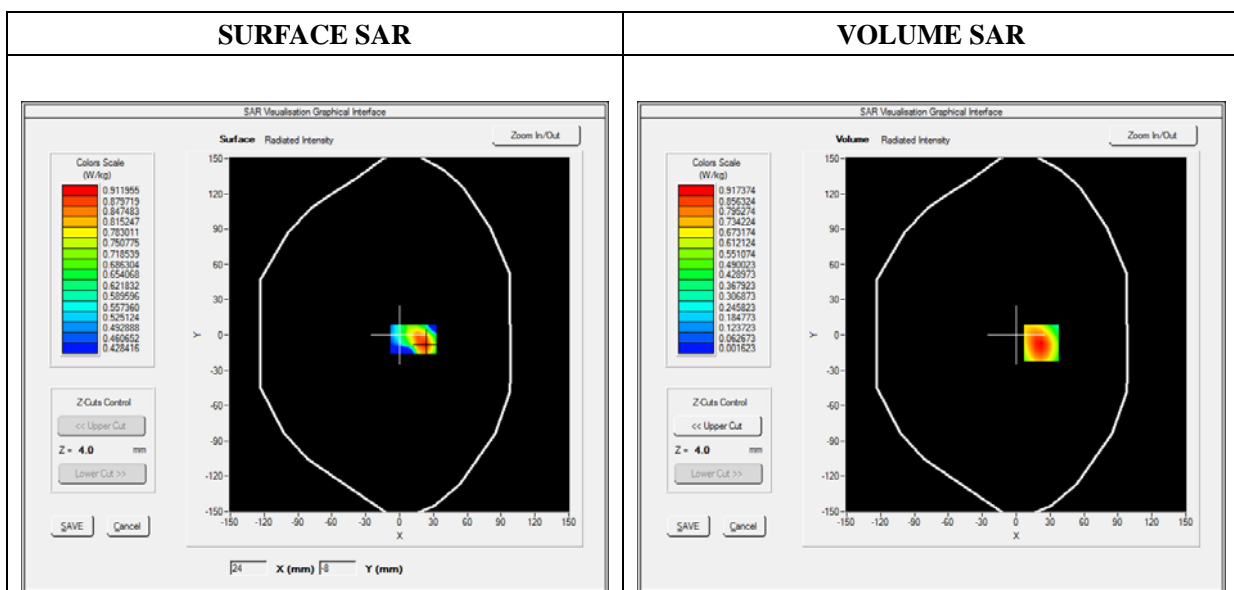 SURFACE SAR
VOLUME SAR
SAR Visualisation Graphical Interface
Surface Radiated Intensity
Zoom In/Out
Colors Scale
(W/kg)
0.911955
0.879719
0.847483
0.815247
0.783011
0.750775
0.718539
0.686304
0.654068
0.621832
0.589596
0.557360
0.525124
0.492888
0.460652
0.428416
Z-Cuts Control
<< Upper Cut
Z = 4.0 mm
Lower Cut >>
SAVE Cancel
150
120
90
60
30
0
-30
-60
-90
-120
-150
Y
-150 -120 -90 -60 -30 0 30 60 90 120 150
X
24 X (mm) -8 Y (mm)
SAR Visualisation Graphical Interface
Volume Radiated Intensity
Zoom In/Out
Colors Scale
(W/kg)
0.917374
0.856324
0.795274
0.734224
0.673174
0.612124
0.551074
0.490023
0.428973
0.367923
0.306873
0.245823
0.184773
0.123723
0.062673
0.001623
Z-Cuts Control
<< Upper Cut
Z = 4.0 mm
Lower Cut >>
SAVE Cancel
150
120
90
60
30
0
-30
-60
-90
-120
-150
Y
-150 -120 -90 -60 -30 0 30 60 90 120 150
X